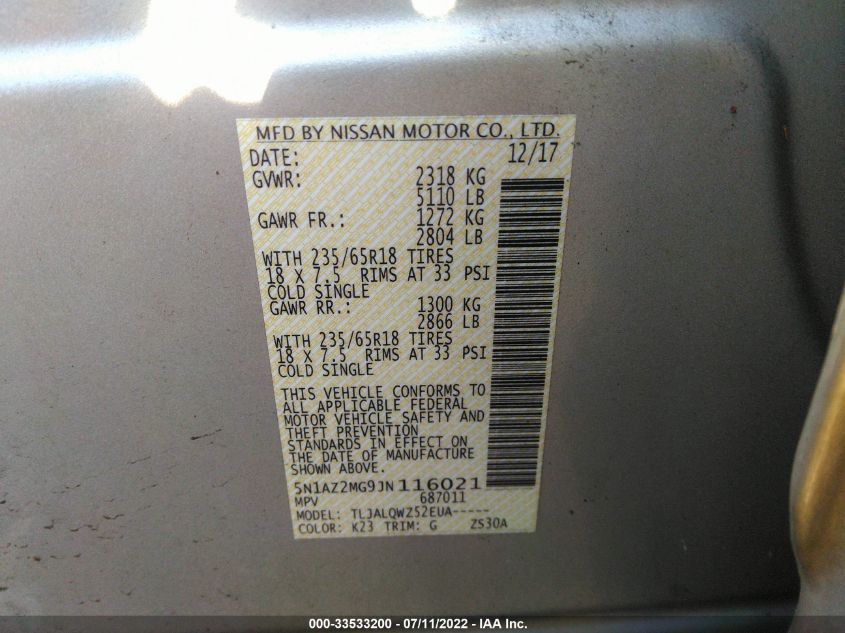 MFD BY NISSAN MOTOR CO., LTD.
DATE: 12/17
GVWR: 2318 KG
5110 LB
GAWR FR.: 1272 KG
2804 LB
WITH 235/65R18 TIRES
18 X 7.5 RIMS AT 33 PSI
COLD SINGLE
GAWR RR.: 1300 KG
2866 LB
WITH 235/65R18 TIRES
18 X 7.5 RIMS AT 33 PSI
COLD SINGLE
THIS VEHICLE CONFORMS TO
ALL APPLICABLE FEDERAL
MOTOR VEHICLE SAFETY AND
THEFT PREVENTION
STANDARDS IN EFFECT ON
THE DATE OF MANUFACTURE
SHOWN ABOVE.
5N1AZ2MG9JN116021
MPV 687011
MODEL: TLJALQWZ52EUA-----
COLOR: K23 TRIM: G ZS30A
000-33533200 - 07/11/2022 - IAA Inc.